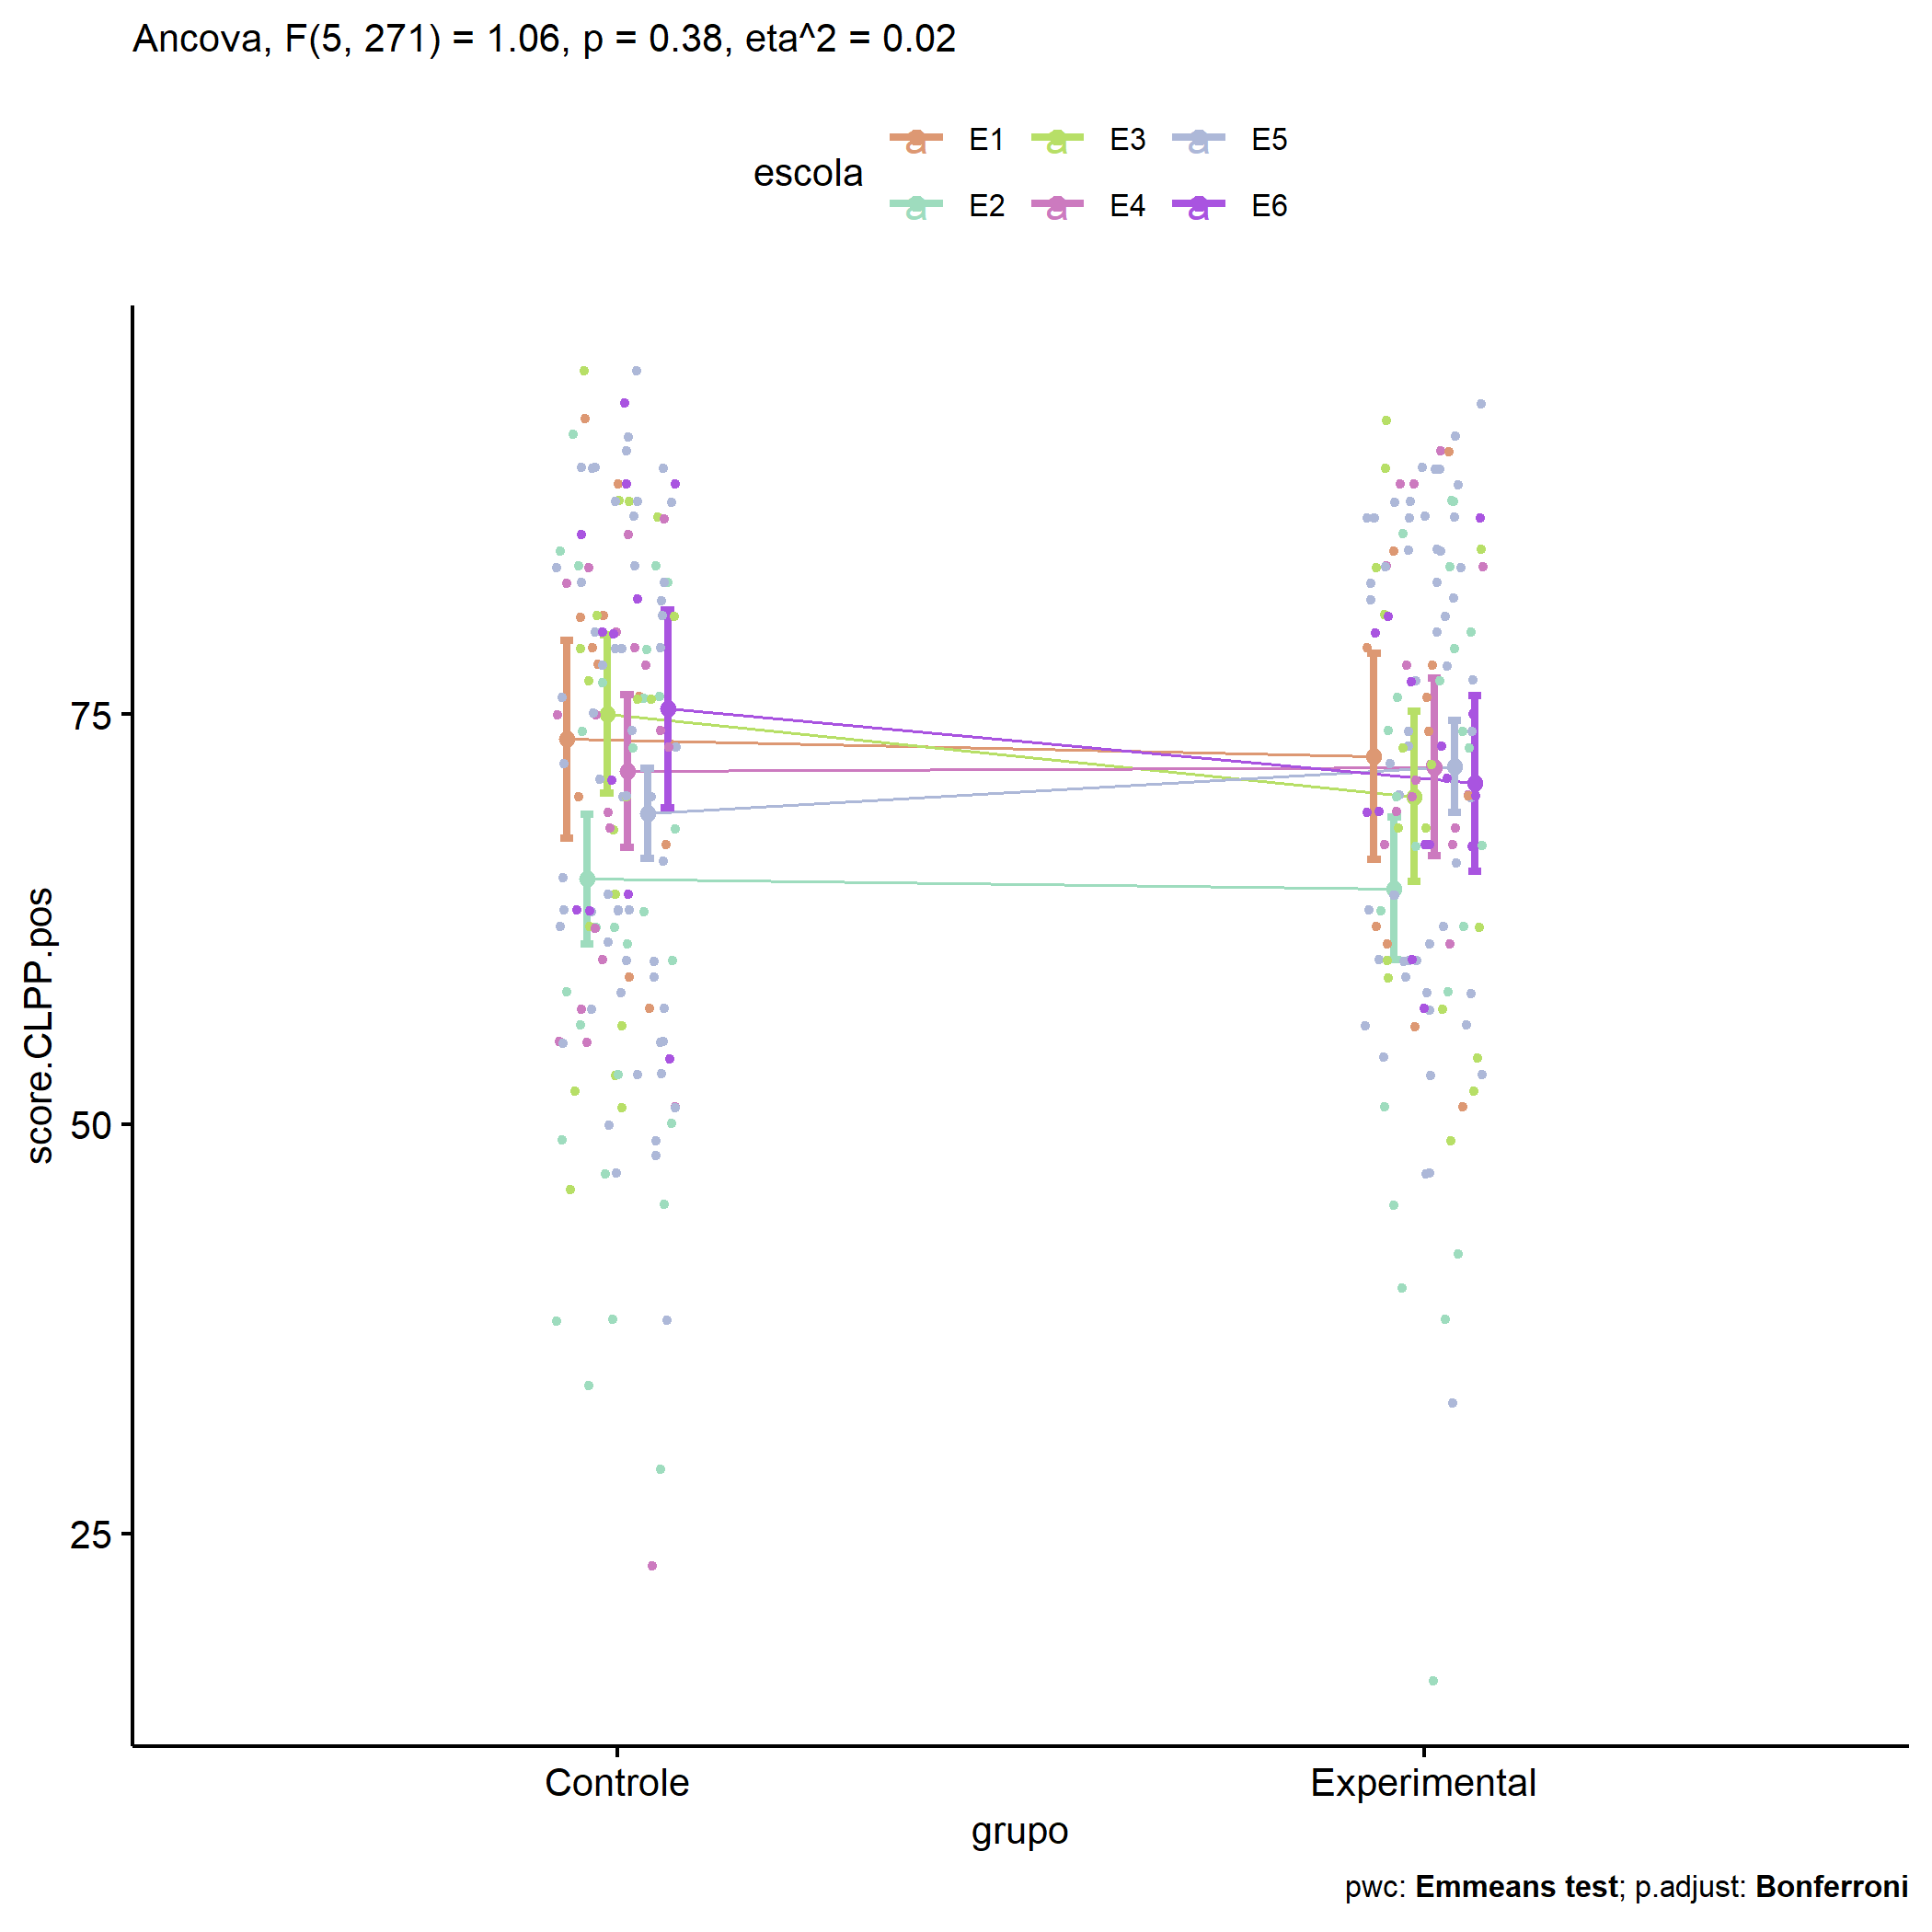 Ancova, F(5, 271) = 1.06, p = 0.38, eta^2 = 0.02
escola
a E1 a E3 a E5
a E2 a E4 a E6
score.CLPP.pos
75
50
25
Controle Experimental
grupo
pwc: Emmeans test; p.adjust: Bonferroni